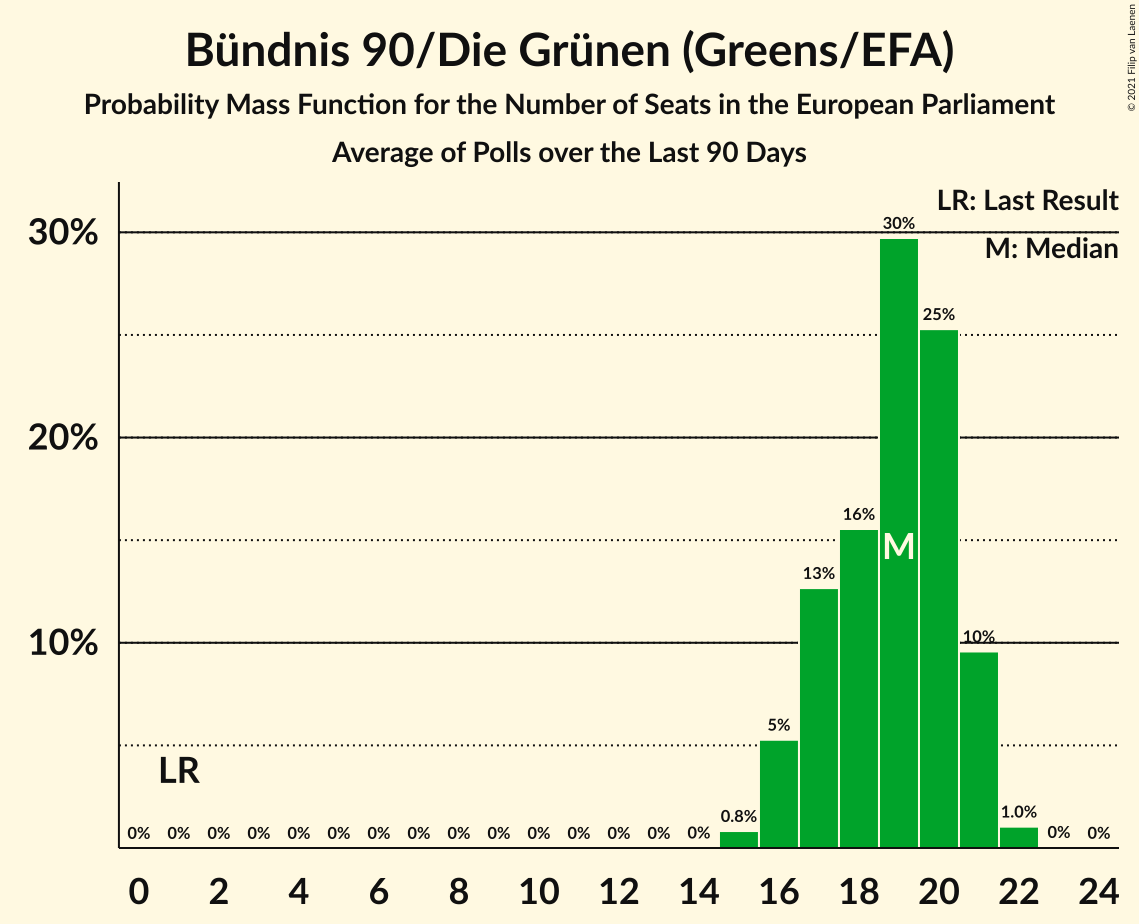 Bündnis 90/Die Grünen (Greens/EFA)
Probability Mass Function for the Number of Seats in the European Parliament
Average of Polls over the Last 90 Days
© 2021 Filip van Laenen
LR: Last Result
M: Median
30%
20%
10%
30%
25%
16%
M
13%
10%
5%
LR
0.8%
1.0%
0% 0% 0% 0% 0% 0% 0% 0% 0% 0% 0% 0% 0% 0% 0% 0% 0%
0 2 4 6 8 10 12 14 16 18 20 22 24